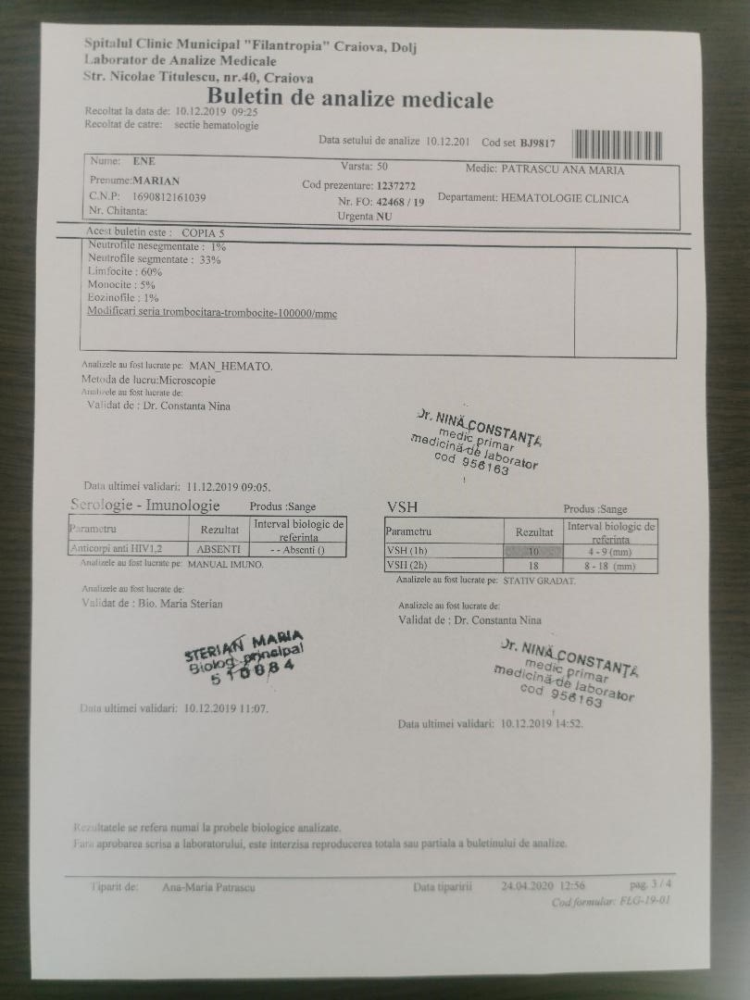 Spitalul Clinic Municipal "Filantropia" Craiova, Dolj
Laborator de Analize Medicale
Str. Nicolae Titulescu, nr.40, Craiova
Buletin de analize medicale
Recoltat la data de: 10.12.2019 09:25
Recoltat de catre: sectie hematologie
Data setului de analize 10.12.201 Cod set BJ9817
Nume: ENE Varsta: 50 Medic: PATRASCU ANA MARIA
Prenume:MARIAN Cod prezentare: 1237272
C.N.P: 1690812161039 Nr. FO: 42468 / 19 Departament: HEMATOLOGIE CLINICA
Nr. Chitanta: Urgenta NU
Acest buletin este : COPIA 5
Neutrofile nesegmentate : 1%
Neutrofile segmentate : 33%
Limfocite : 60%
Monocite : 5%
Eozinofile : 1%
Modificari seria trombocitara-trombocite-100000/mmc
Analizele au fost lucrate pe: MAN_HEMATO.
Metoda de lucru:Microscopie
Analizele au fost lucrate de:
Validat de : Dr. Constanta Nina
Dr. NINĂ CONSTANȚA
medic primar
medicină de laborator
cod 956163
Data ultimei validari: 11.12.2019 09:05.
Serologie - Imunologie Produs :Sange
Parametru Rezultat Interval biologic de referinta
Anticorpi anti HIV1,2 ABSENTI - - Absenti ()
Analizele au fost lucrate pe: MANUAL IMUNO.
Analizele au fost lucrate de:
Validat de : Bio. Maria Sterian
STERIAN MARIA
Biolog principal
510884
Data ultimei validari: 10.12.2019 11:07.
VSH Produs :Sange
Parametru Rezultat Interval biologic de referinta
VSH (1h) 10 4 - 9 (mm)
VSH (2h) 18 8 - 18 (mm)
Analizele au fost lucrate pe: STATIV GRADAT.
Analizele au fost lucrate de:
Validat de : Dr. Constanta Nina
Dr. NINĂ CONSTANȚA
medic primar
medicină de laborator
cod 956163
Data ultimei validari: 10.12.2019 14:52.
Rezultatele se refera numai la probele biologice analizate.
Fara aprobarea scrisa a laboratorului, este interzisa reproducerea totala sau partiala a buletinului de analize.
Tiparit de: Ana-Maria Patrascu Data tiparirii 24.04.2020 12:56 pag. 3 / 4
Cod formular: FLG-19-01